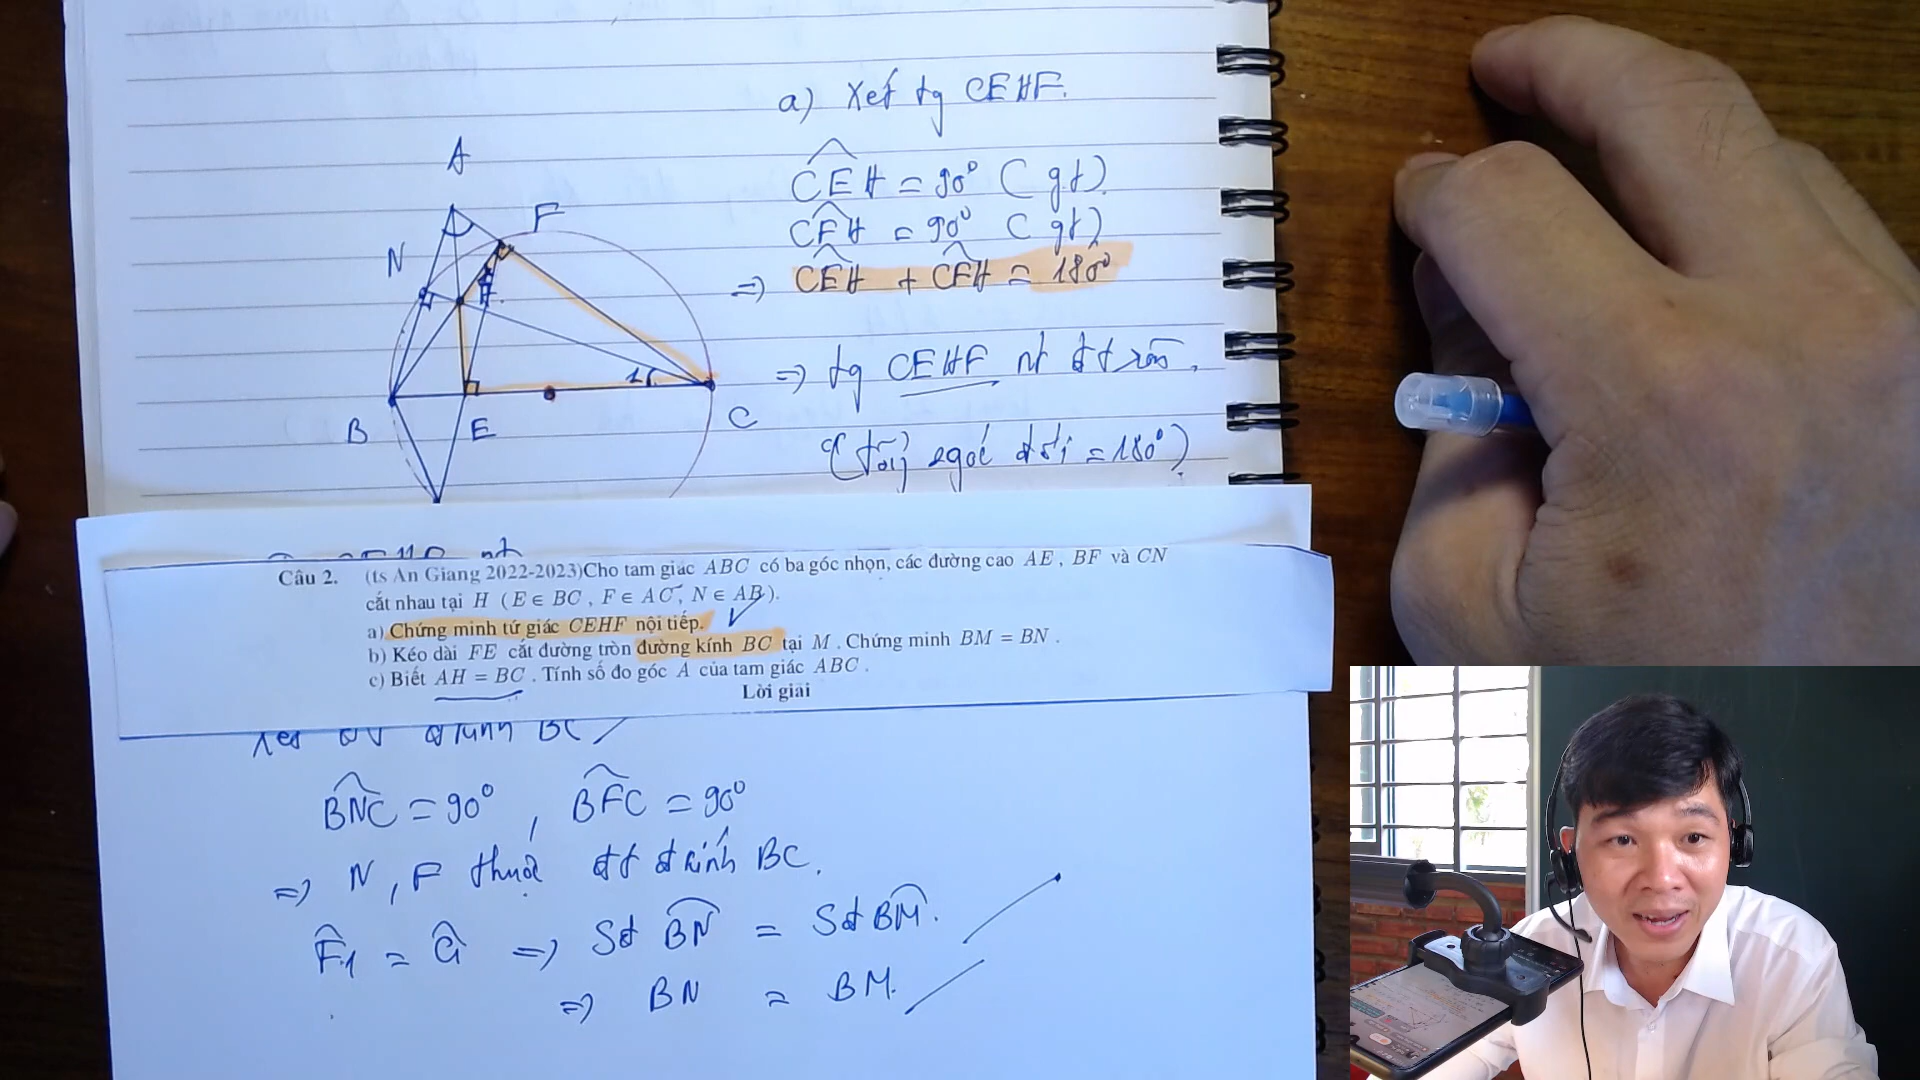 a) Xét tg CEHF.
A
CEH = 90° (gt).
F
CFH = 90° (gt)
N
=> CEH + CFH = 180°
H
=> tg CEHF nt đt tròn.
1
B
E
C
(tổng 2 góc đối = 180°)
Câu 2. (ts An Giang 2022-2023)Cho tam giác ABC có ba góc nhọn, các đường cao AE , BF và CN
cắt nhau tại H ( E ∈ BC , F ∈ AC , N ∈ AB ).
a) Chứng minh tứ giác CEHF nội tiếp.
b) Kéo dài FE cắt đường tròn đường kính BC tại M . Chứng minh BM = BN .
c) Biết AH = BC . Tính số đo góc A của tam giác ABC .
Lời giải
BC
BNC = 90° , BFC = 90°
=> N, F thuộc đt đkính BC.
F1 = C1 => Sđ BN = Sđ BM.
=> BN = BM.